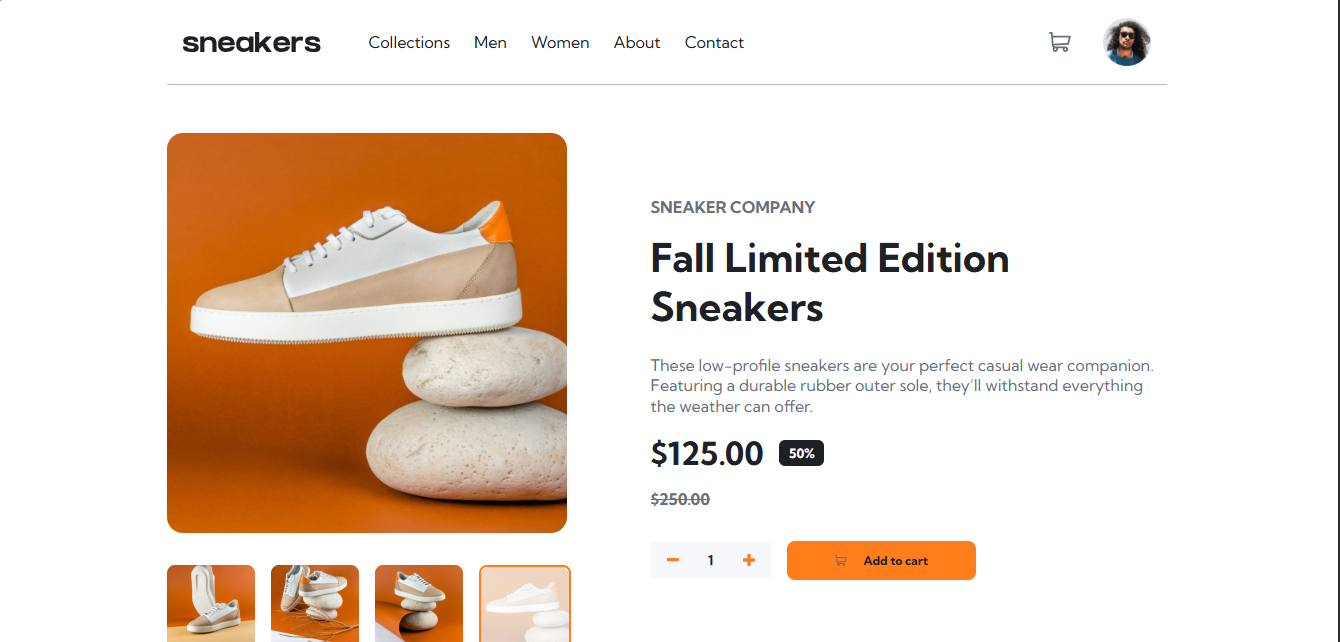 sneakers
Collections Men Women About Contact
SNEAKER COMPANY
Fall Limited Edition
Sneakers
These low-profile sneakers are your perfect casual wear companion.
Featuring a durable rubber outer sole, they’ll withstand everything
the weather can offer.
$125.00 50%
$250.00
1 Add to cart